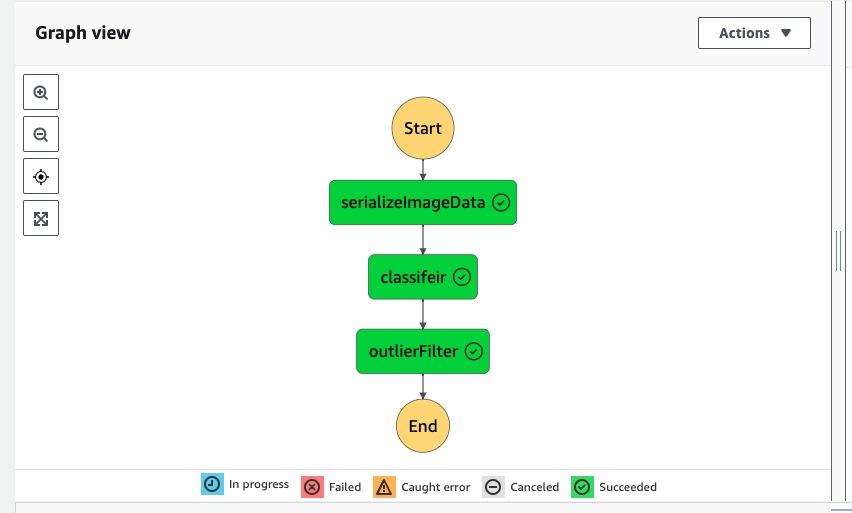 Graph view
Actions
Start
serializeImageData
classifeir
outlierFilter
End
In progress
Failed
Caught error
Canceled
Succeeded